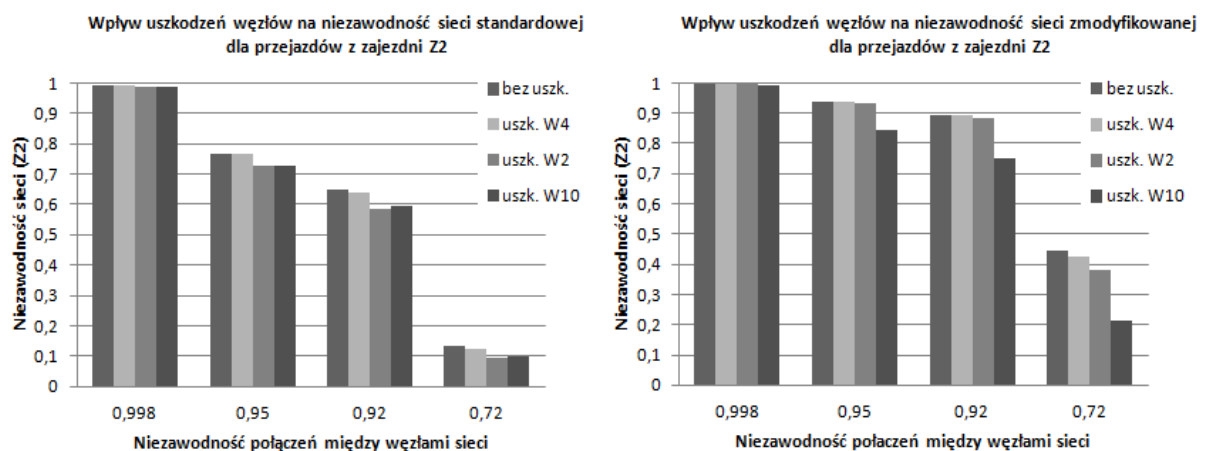 Wpływ uszkodzeń węzłów na niezawodność sieci standardowej
dla przejazdów z zajezdni Z2
Niezawodność sieci (Z2)
1
0,9
0,8
0,7
0,6
0,5
0,4
0,3
0,2
0,1
0
bez uszk.
uszk. W4
uszk. W2
uszk. W10
0,998
0,95
0,92
0,72
Niezawodność połączeń między węzłami sieci
Wpływ uszkodzeń węzłów na niezawodność sieci zmodyfikowanej
dla przejazdów z zajezdni Z2
Niezawodność sieci (Z2)
1
0,9
0,8
0,7
0,6
0,5
0,4
0,3
0,2
0,1
0
bez uszk.
uszk. W4
uszk. W2
uszk. W10
0,998
0,95
0,92
0,72
Niezawodność połaczeń między węzłami sieci